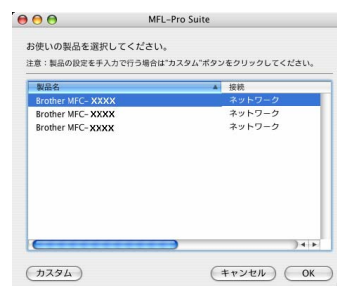 MFL-Pro Suite
お使いの製品を選択してください。
注意：製品の設定を手入力で行う場合は"カスタム"ボタンをクリックしてください。
製品名 接続
Brother MFC- XXXX ネットワーク
Brother MFC- XXXX ネットワーク
Brother MFC- XXXX ネットワーク
カスタム キャンセル OK